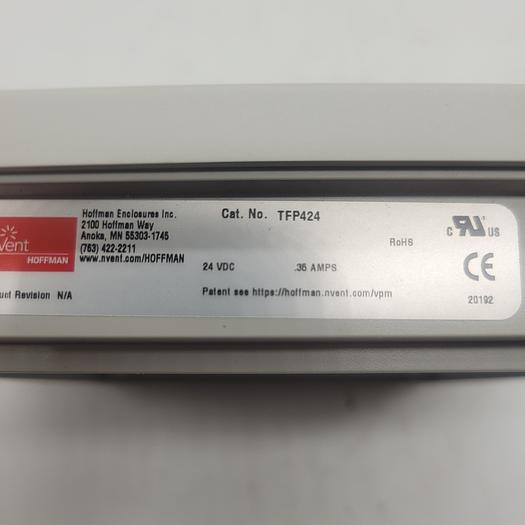 Vent
HOFFMAN
Hoffman Enclosures Inc.
2100 Hoffman Way
Anoka, MN 55303-1745
(763) 422-2211
www.nvent.com/HOFFMAN
Cat. No. TFP424
24 VDC .35 AMPS
Patent see https://hoffman.nvent.com/vpm
RoHS
C RU US
CE
20192
uct Revision N/A